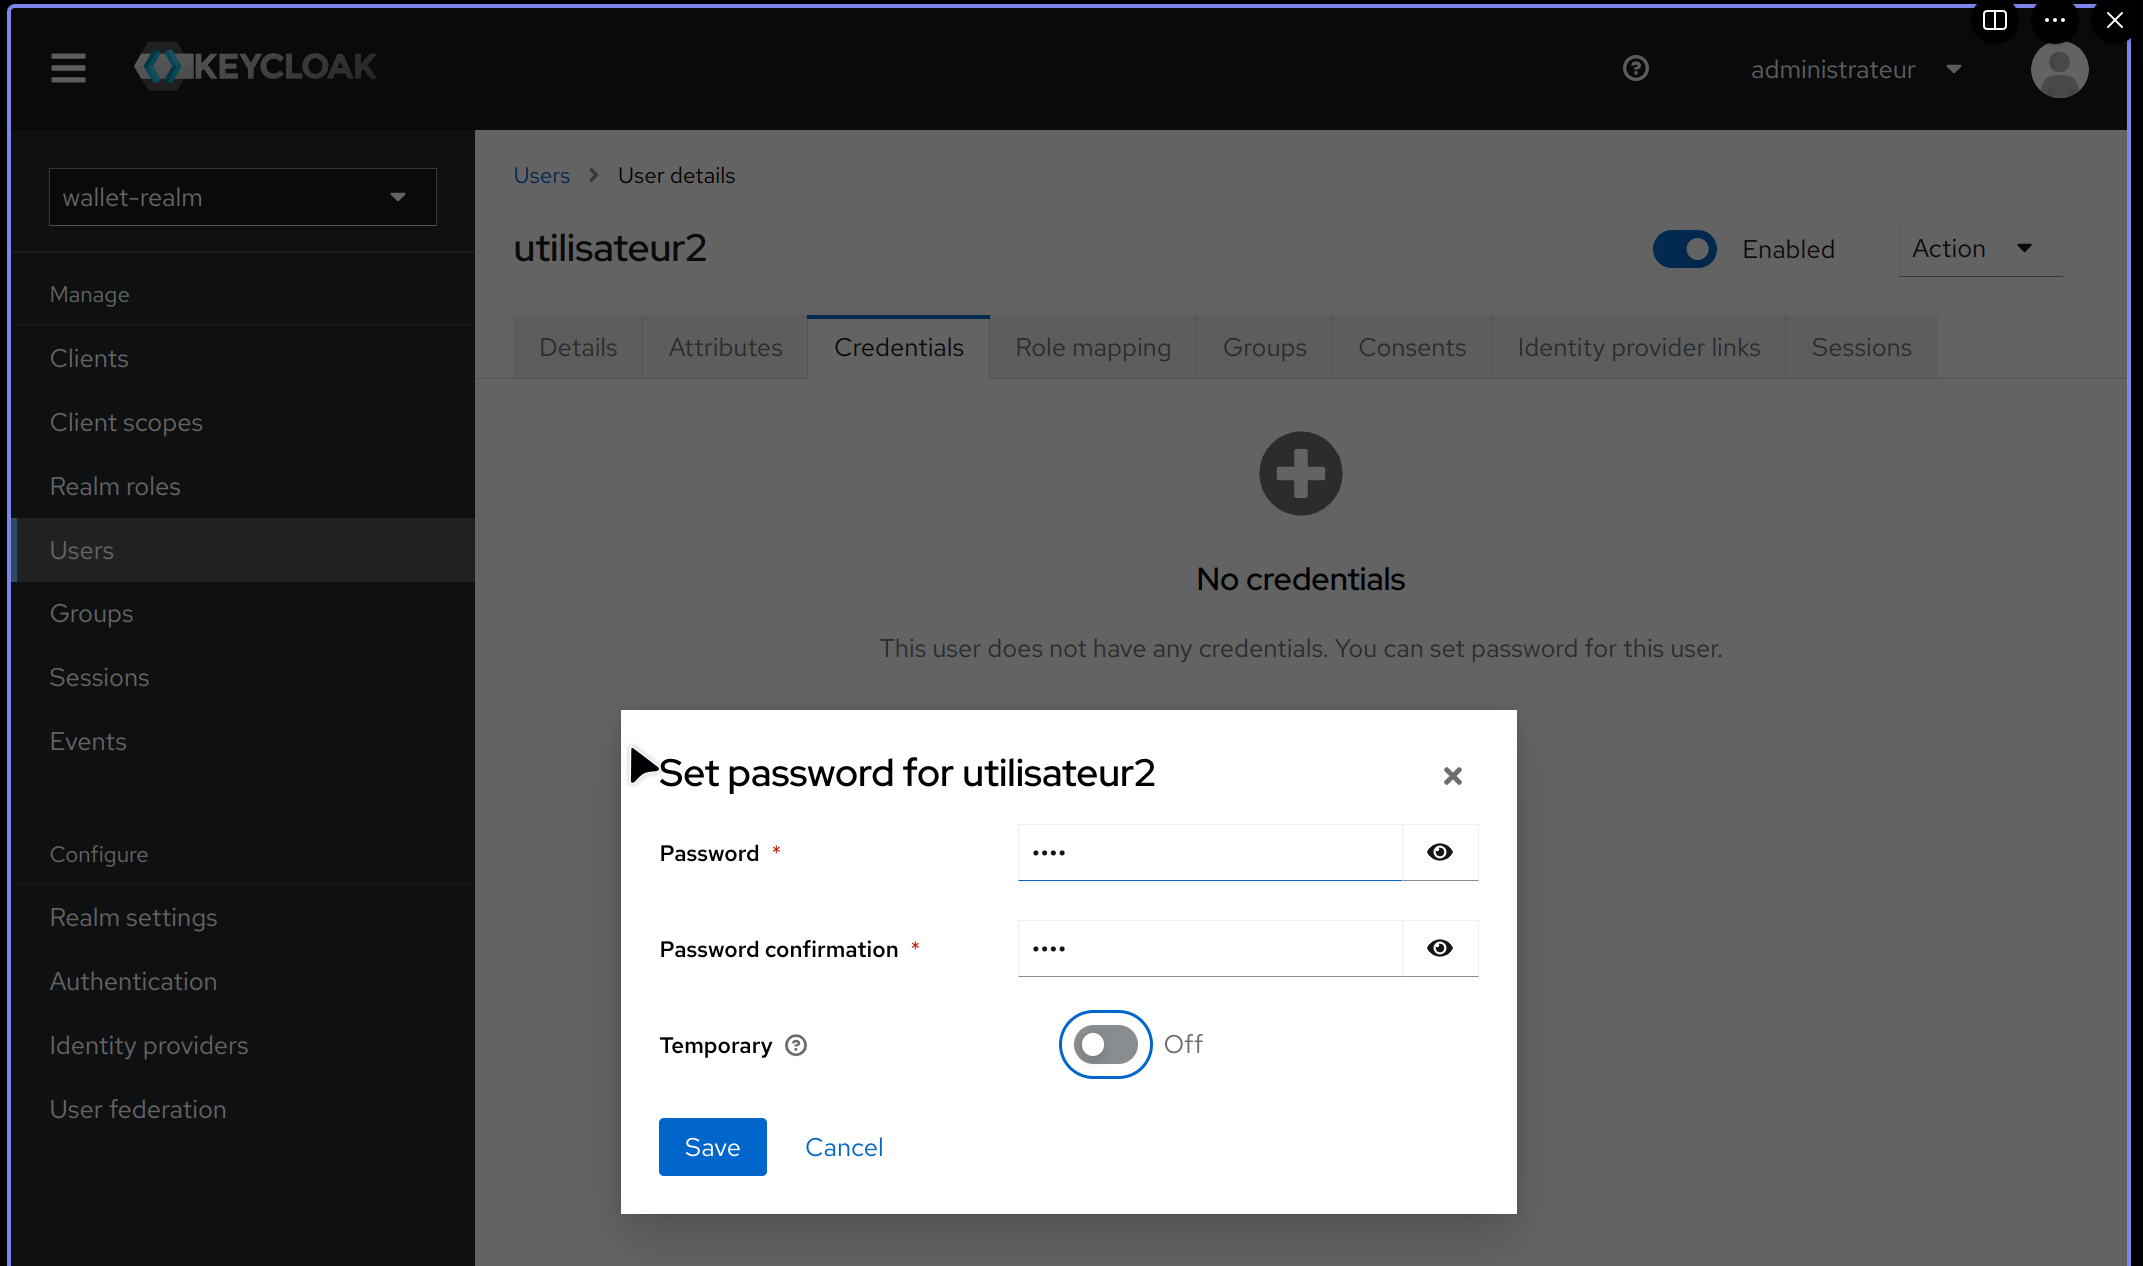 KEYCLOAK
administrateur
wallet-realm
Manage
Clients
Client scopes
Realm roles
Users
Groups
Sessions
Events
Configure
Realm settings
Authentication
Identity providers
User federation
Users > User details
utilisateur2
Enabled
Action
Details Attributes Credentials Role mapping Groups Consents Identity provider links Sessions
No credentials
This user does not have any credentials. You can set password for this user.
Set password for utilisateur2
Password *
••••
Password confirmation *
••••
Temporary
Off
Save Cancel